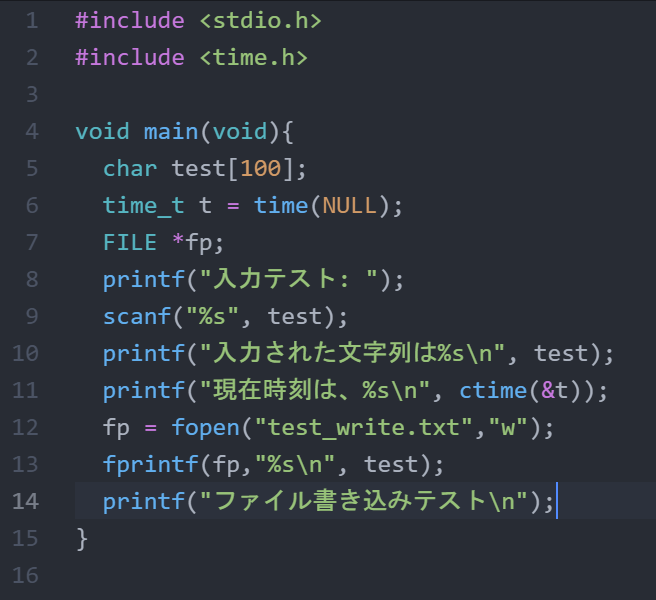 1 #include <stdio.h>
2 #include <time.h>
3
4 void main(void){
5   char test[100];
6   time_t t = time(NULL);
7   FILE *fp;
8   printf("入力テスト: ");
9   scanf("%s", test);
10   printf("入力された文字列は%s\n", test);
11   printf("現在時刻は、%s\n", ctime(&t));
12   fp = fopen("test_write.txt","w");
13   fprintf(fp,"%s\n", test);
14   printf("ファイル書き込みテスト\n");
15 }
16